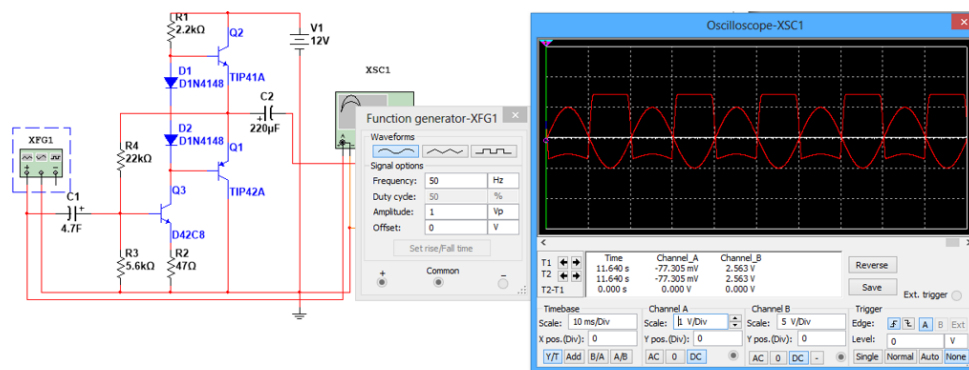 R1
2.2kΩ
Q2
V1
12V
D1
D1N4148
TIP41A
XSC1
C2
220µF
D2
D1N4148
Q1
XFG1
R4
22kΩ
TIP42A
Q3
C1
4.7F
D42C8
R3
5.6kΩ
R2
47Ω
Function generator-XFG1
Waveforms
Signal options
Frequency: 50 Hz
Duty cycle: 50 %
Amplitude: 1 Vp
Offset: 0 V
Set rise/Fall time
+ Common −
Oscilloscope-XSC1
Time Channel_A Channel_B
T1 11.640 s -77.305 mV 2.563 V
T2 11.640 s -77.305 mV 2.563 V
T2-T1 0.000 s 0.000 V 0.000 V
Reverse
Save
Ext. trigger
Timebase
Scale: 10 ms/Div
X pos.(Div): 0
Y/T Add B/A A/B
Channel A
Scale: 1 V/Div
Y pos.(Div): 0
AC 0 DC
Channel B
Scale: 5 V/Div
Y pos.(Div): 0
AC 0 DC -
Trigger
Edge: A B Ext
Level: 0 V
Single Normal Auto None